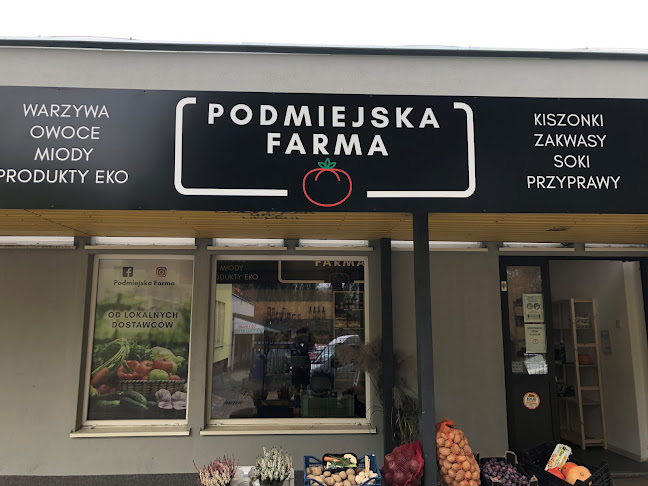 WARZYWA
OWOCE
MIODY
PRODUKTY EKO
PODMIEJSKA
FARMA
KISZONKI
ZAKWASY
SOKI
PRZYPRAWY
Podmiejska Farma
OD LOKALNYCH
DOSTAWCÓW
MIODY
PRODUKTY EKO
FARMA